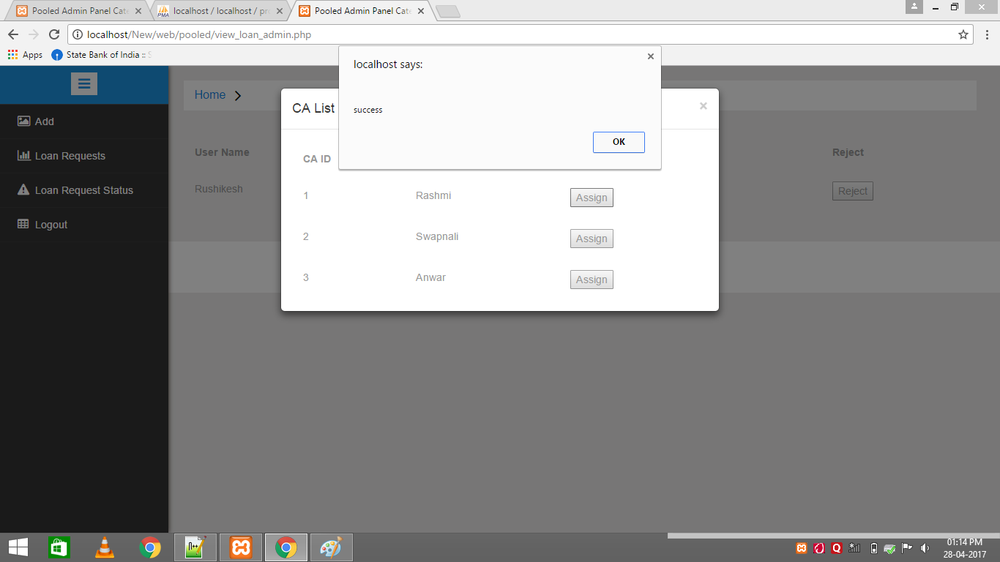 Pooled Admin Panel Cate
localhost / localhost / pr
Pooled Admin Panel Cate
localhost/New/web/pooled/view_loan_admin.php
Apps
State Bank of India :: S
localhost says:
success
OK
Home
CA List
Add
Loan Requests
Loan Request Status
Logout
User Name
Reject
CA ID
Rushikesh
Reject
1 Rashmi Assign
2 Swapnali Assign
3 Anwar Assign
01:14 PM
28-04-2017